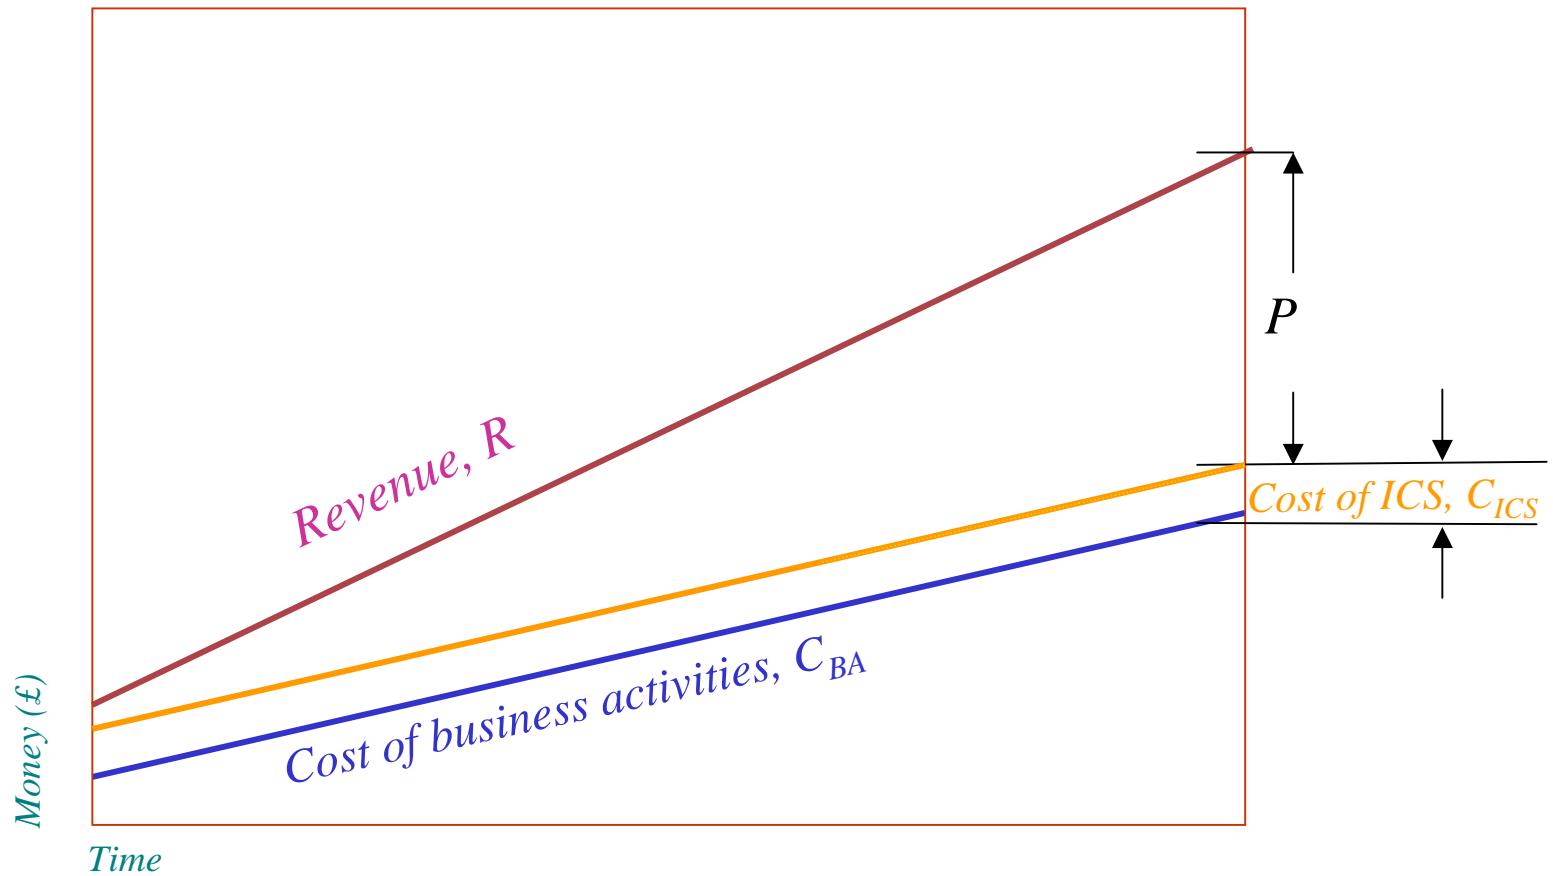 Revenue, R
P
Cost of ICS, C_ICS
Cost of business activities, C_BA
Money (£)
Time